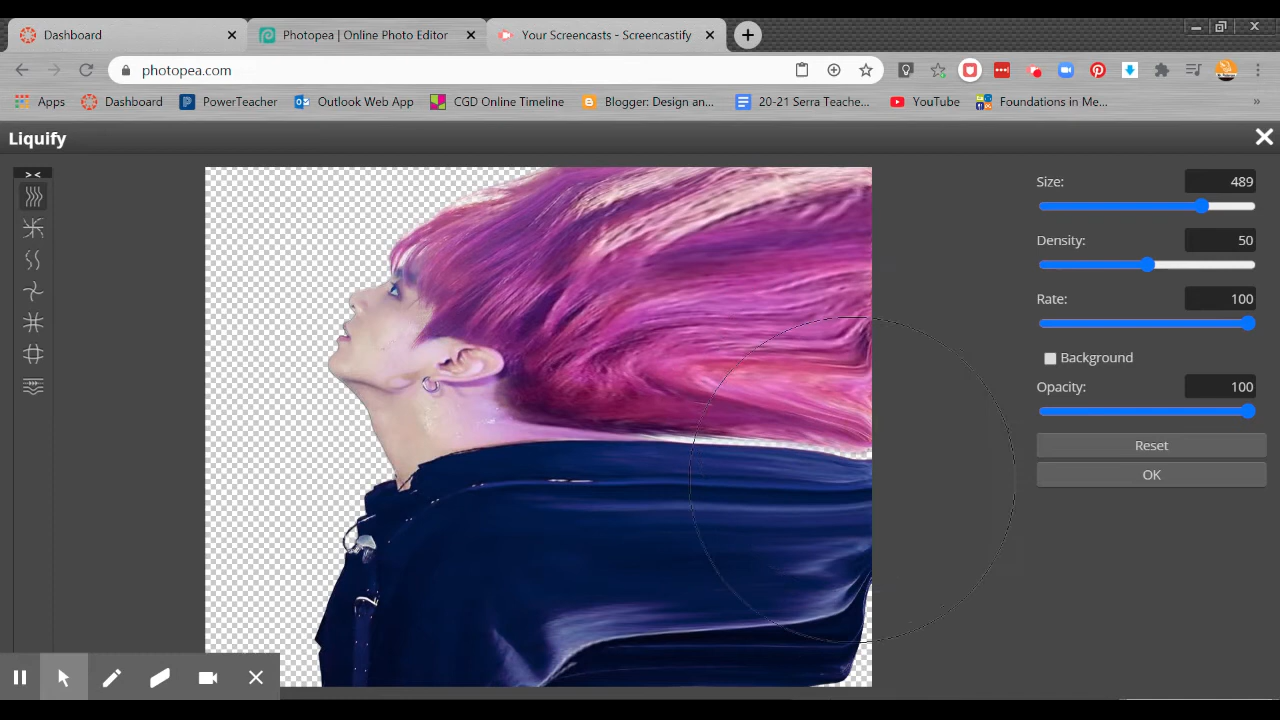 Dashboard
Photopea | Online Photo Editor
Your Screencasts - Screencastify
photopea.com
Apps
Dashboard
PowerTeache
Outlook Web App
CGD Online Timeline
Blogger: Design an...
20-21 Serra Teache...
YouTube
Foundations in Me...
»
Liquify
> <
Size: 489
Density: 50
Rate: 100
Background
Opacity: 100
Reset
OK